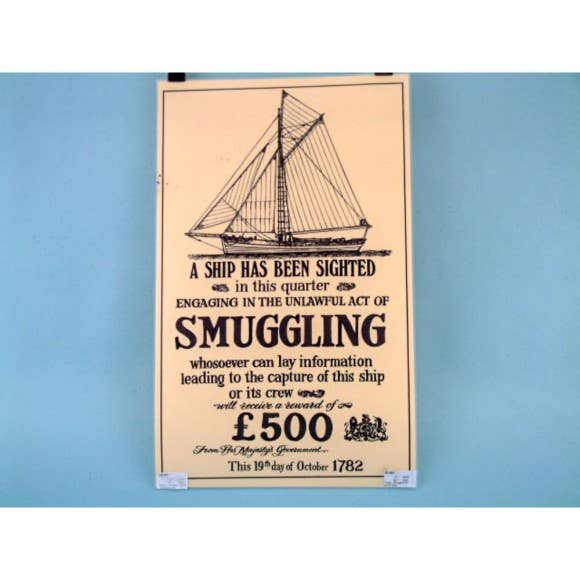 A SHIP HAS BEEN SIGHTED
in this quarter
ENGAGING IN THE UNLAWFUL ACT OF
SMUGGLING
whosoever can lay information
leading to the capture of this ship
or its crew
will receive a reward of
£500
From His Majesty's Government
This 19th day of October 1782